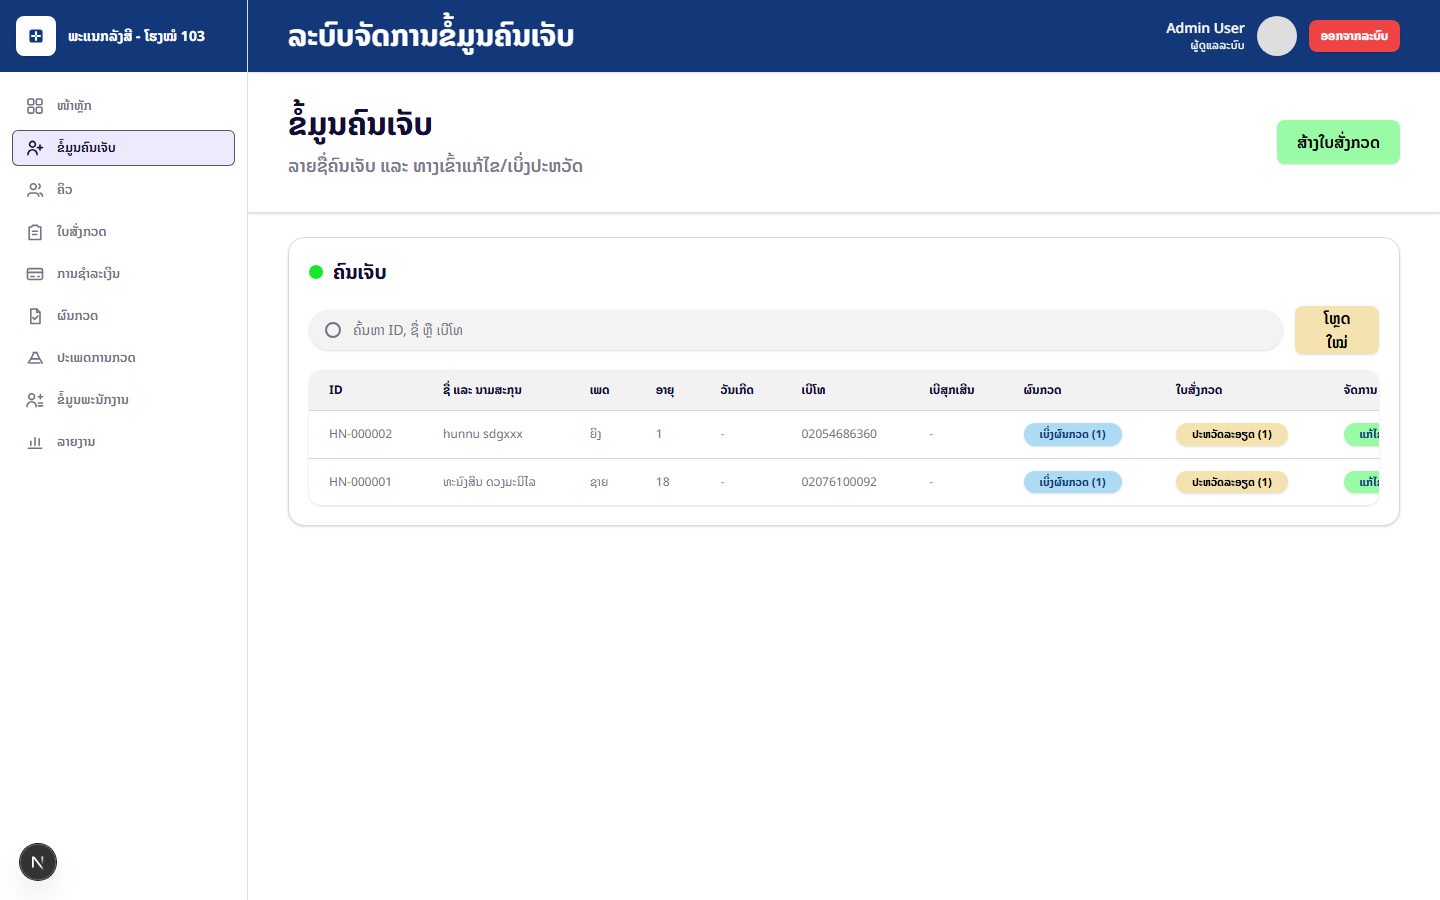 ພະແນກລັງສີ - ໂຮງໝໍ 103
ລະບົບຈັດການຂໍ້ມູນຄົນເຈັບ
Admin User
ຜູ້ດູແລລະບົບ
ອອກຈາກລະບົບ
ໜ້າຫຼັກ
ຂໍ້ມູນຄົນເຈັບ
ຄິວ
ໃບສັ່ງກວດ
ການຊຳລະເງິນ
ຜົນກວດ
ປະເພດການກວດ
ຂໍ້ມູນພະນັກງານ
ລາຍງານ
ຂໍ້ມູນຄົນເຈັບ
ລາຍຊື່ຄົນເຈັບ ແລະ ທາງເຂົ້າແກ້ໄຂ/ເບິ່ງປະຫວັດ
ສ້າງໃບສັ່ງກວດ
ຄົນເຈັບ
ຄົ້ນຫາ ID, ຊື່ ຫຼື ເບີໂທ
ໂຫຼດ
ໃໝ່
ID ຊື່ ແລະ ນາມສະກຸນ ເພດ ອາຍຸ ວັນເກີດ ເບີໂທ ເບີສຸກເສີນ ຜົນກວດ ໃບສັ່ງກວດ ຈັດການ
HN-000002 hunnu sdgxxx ຍິງ 1 - 02054686360 - ເບິ່ງຜົນກວດ (1) ປະຫວັດລະອຽດ (1)
HN-000001 ທະນົງສິນ ດວງມະນີໄລ ຊາຍ 18 - 02076100092 - ເບິ່ງຜົນກວດ (1) ປະຫວັດລະອຽດ (1)